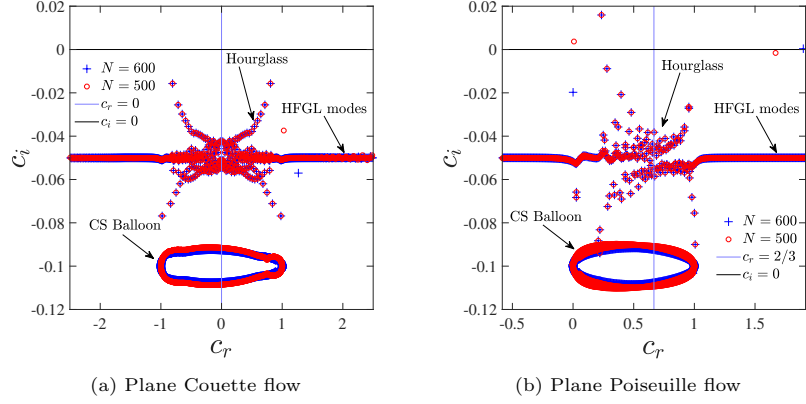 0.02
0
-0.02
-0.04
-0.06
-0.08
-0.1
-0.12
c_i
-2
-1
0
1
2
c_r
Hourglass
N = 600
N = 500
c_r = 0
c_i = 0
HFGL modes
CS Balloon
(a) Plane Couette flow
0.02
0
-0.02
-0.04
-0.06
-0.08
-0.1
-0.12
c_i
-0.5
0
0.5
1
1.5
c_r
Hourglass
HFGL modes
CS Balloon
N = 600
N = 500
c_r = 2/3
c_i = 0
(b) Plane Poiseuille flow